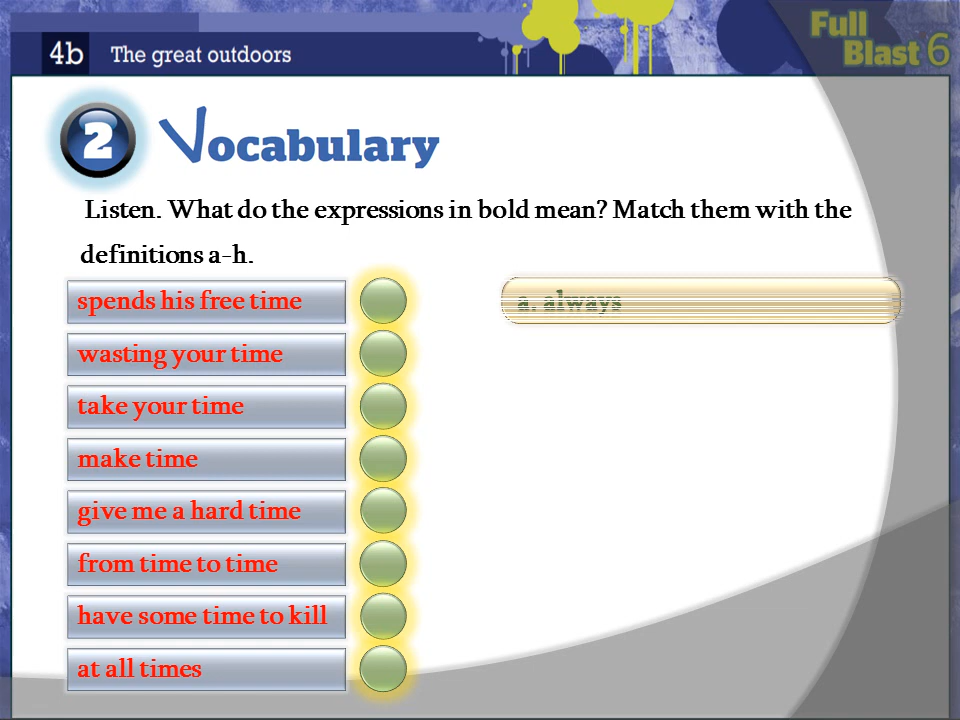 4b The great outdoors
Full
Blast 6
2 Vocabulary
Listen. What do the expressions in bold mean? Match them with the
definitions a-h.
spends his free time
a. always
wasting your time
take your time
make time
give me a hard time
from time to time
have some time to kill
at all times